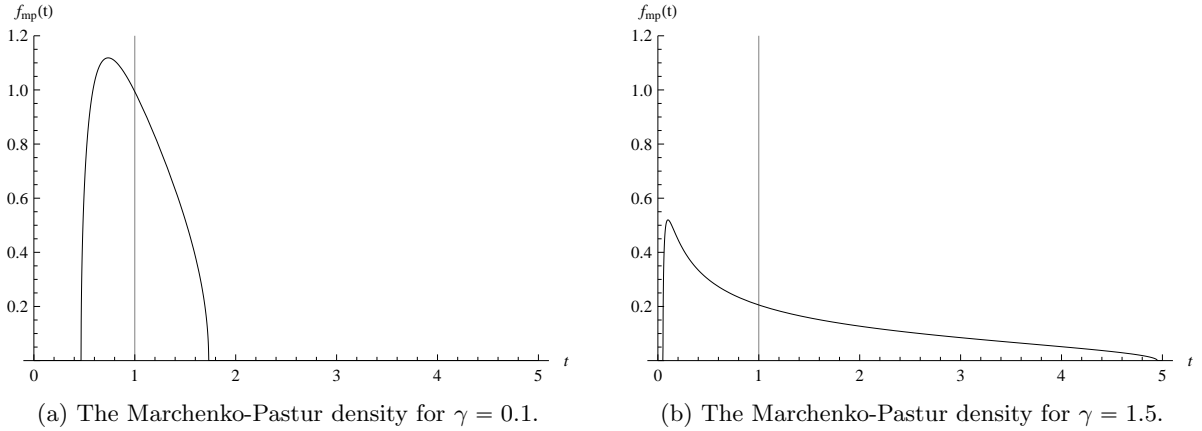 f_mp(t)
1.2
1.0
0.8
0.6
0.4
0.2
0 1 2 3 4 5 t
(a) The Marchenko-Pastur density for γ = 0.1.
f_mp(t)
1.2
1.0
0.8
0.6
0.4
0.2
0 1 2 3 4 5 t
(b) The Marchenko-Pastur density for γ = 1.5.